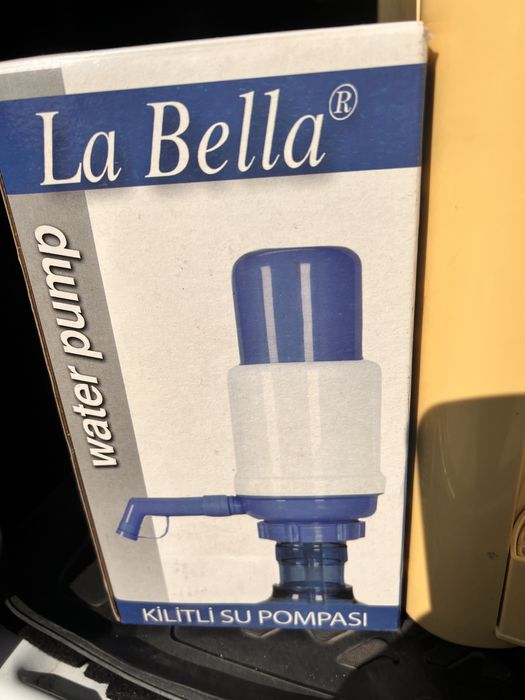 La Bella®
water pump
KİLİTLİ SU POMPASI